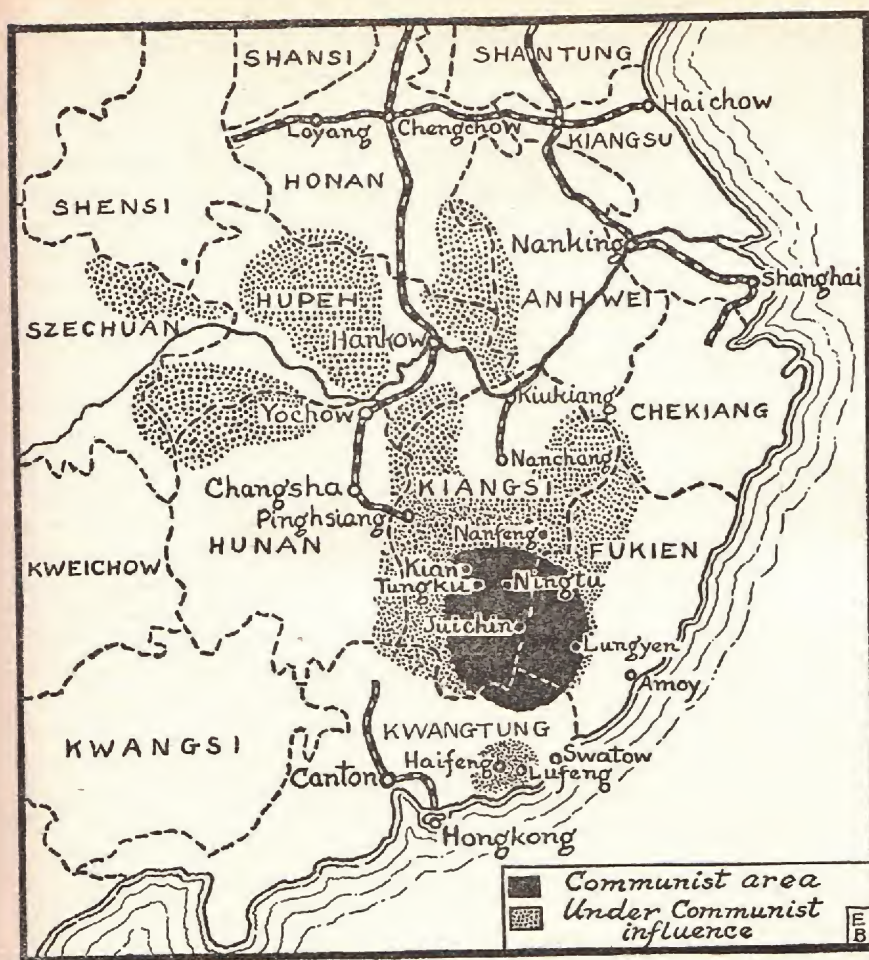 SHANSI
SHANTUNG
Haichow
Loyang
Chengchow
KIANGSU
HONAN
SHENSI
Nanking
Shanghai
HUPEH
ANHWEI
SZECHUAN
Hankow
Kiukiang
Yochow
CHEKIANG
Nanchang
Changsha
KIANGSI
Pinghsiang
Nanfeng
HUNAN
FUKIEN
KWEICHOW
Kian
Tungku
Ningtu
Juichin
Lungyen
Amoy
KWANGSI
KWANGTUNG
Haifeng
Swatow
Lufeng
Canton
Hongkong
Communist area
Under Communist
influence
E
B